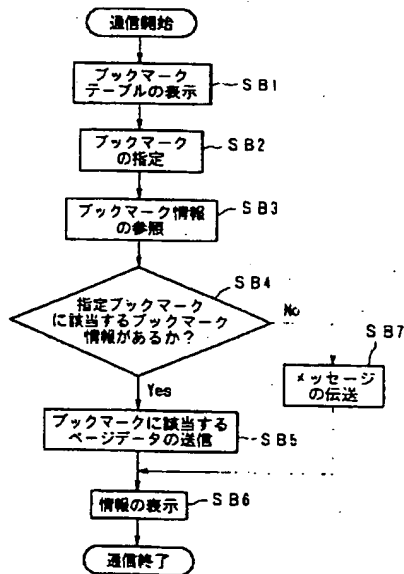 通信開始
ブックマーク
テーブルの表示
SB1
ブックマーク
の指定
SB2
ブックマーク情報
の参照
SB3
指定ブックマーク
に該当するブックマーク
情報があるか?
SB4
No
Yes
SB7
メッセージ
の伝送
ブックマークに該当する
ページデータの送信
SB5
情報の表示
SB6
通信終了